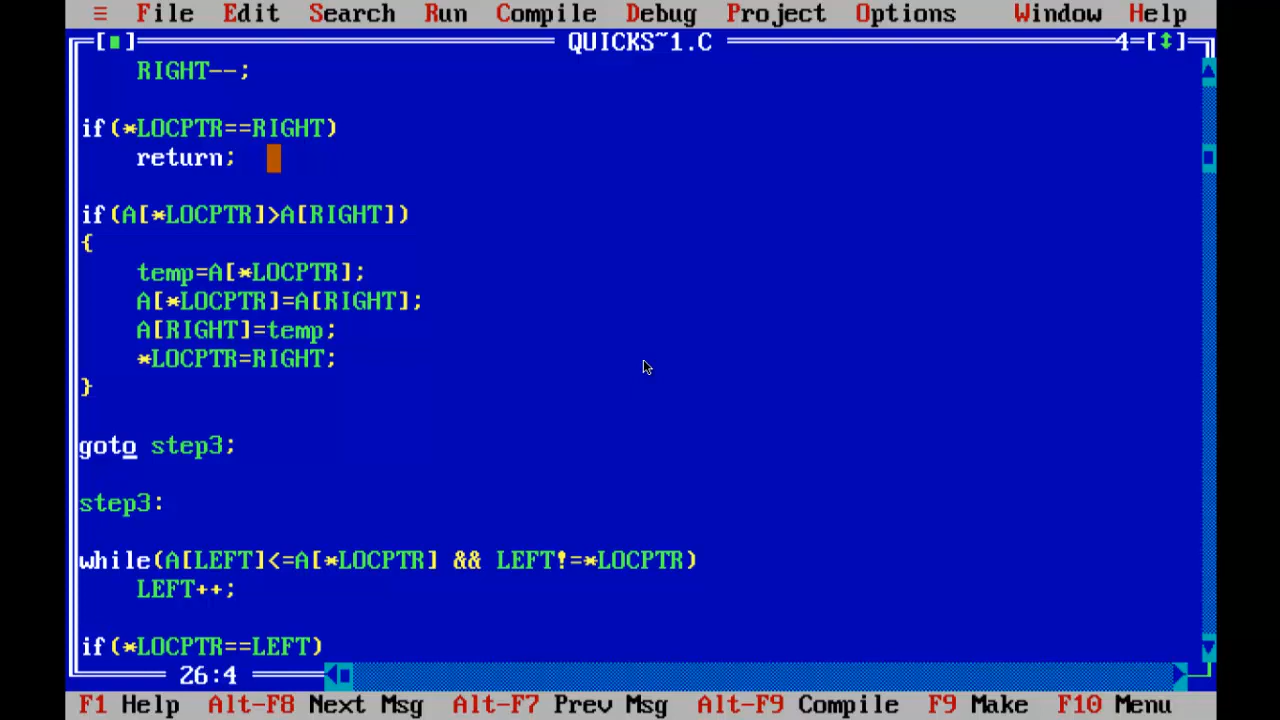 ≡ File Edit Search Run Compile Debug Project Options Window Help
[■] QUICKS~1.C 4=[↕]
RIGHT--;
if(*LOCPTR==RIGHT)
return;
if(A[*LOCPTR]>A[RIGHT])
{
temp=A[*LOCPTR];
A[*LOCPTR]=A[RIGHT];
A[RIGHT]=temp;
*LOCPTR=RIGHT;
}
goto step3;
step3:
while(A[LEFT]<=A[*LOCPTR] && LEFT!=*LOCPTR)
LEFT++;
if(*LOCPTR==LEFT)
26:4
F1 Help Alt-F8 Next Msg Alt-F7 Prev Msg Alt-F9 Compile F9 Make F10 Menu